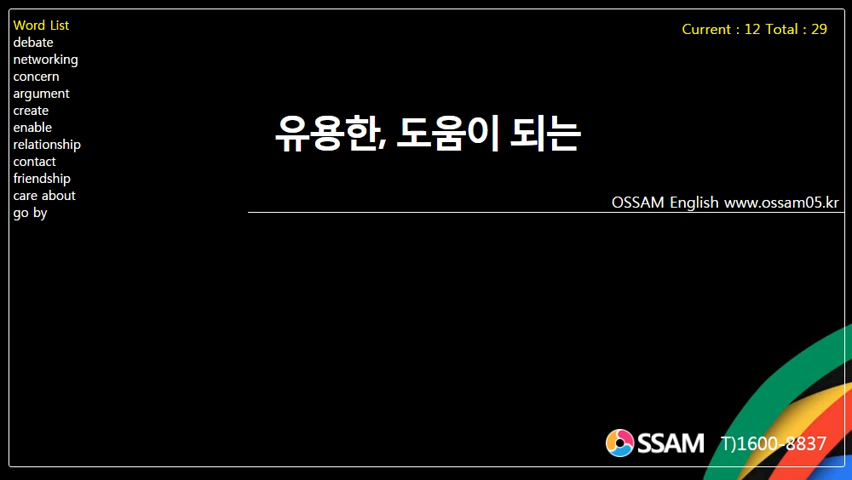 Word List
debate
networking
concern
argument
create
enable
relationship
contact
friendship
care about
go by
Current : 12 Total : 29
유용한, 도움이 되는
OSSAM English www.ossam05.kr
OSSAM T)1600-8837